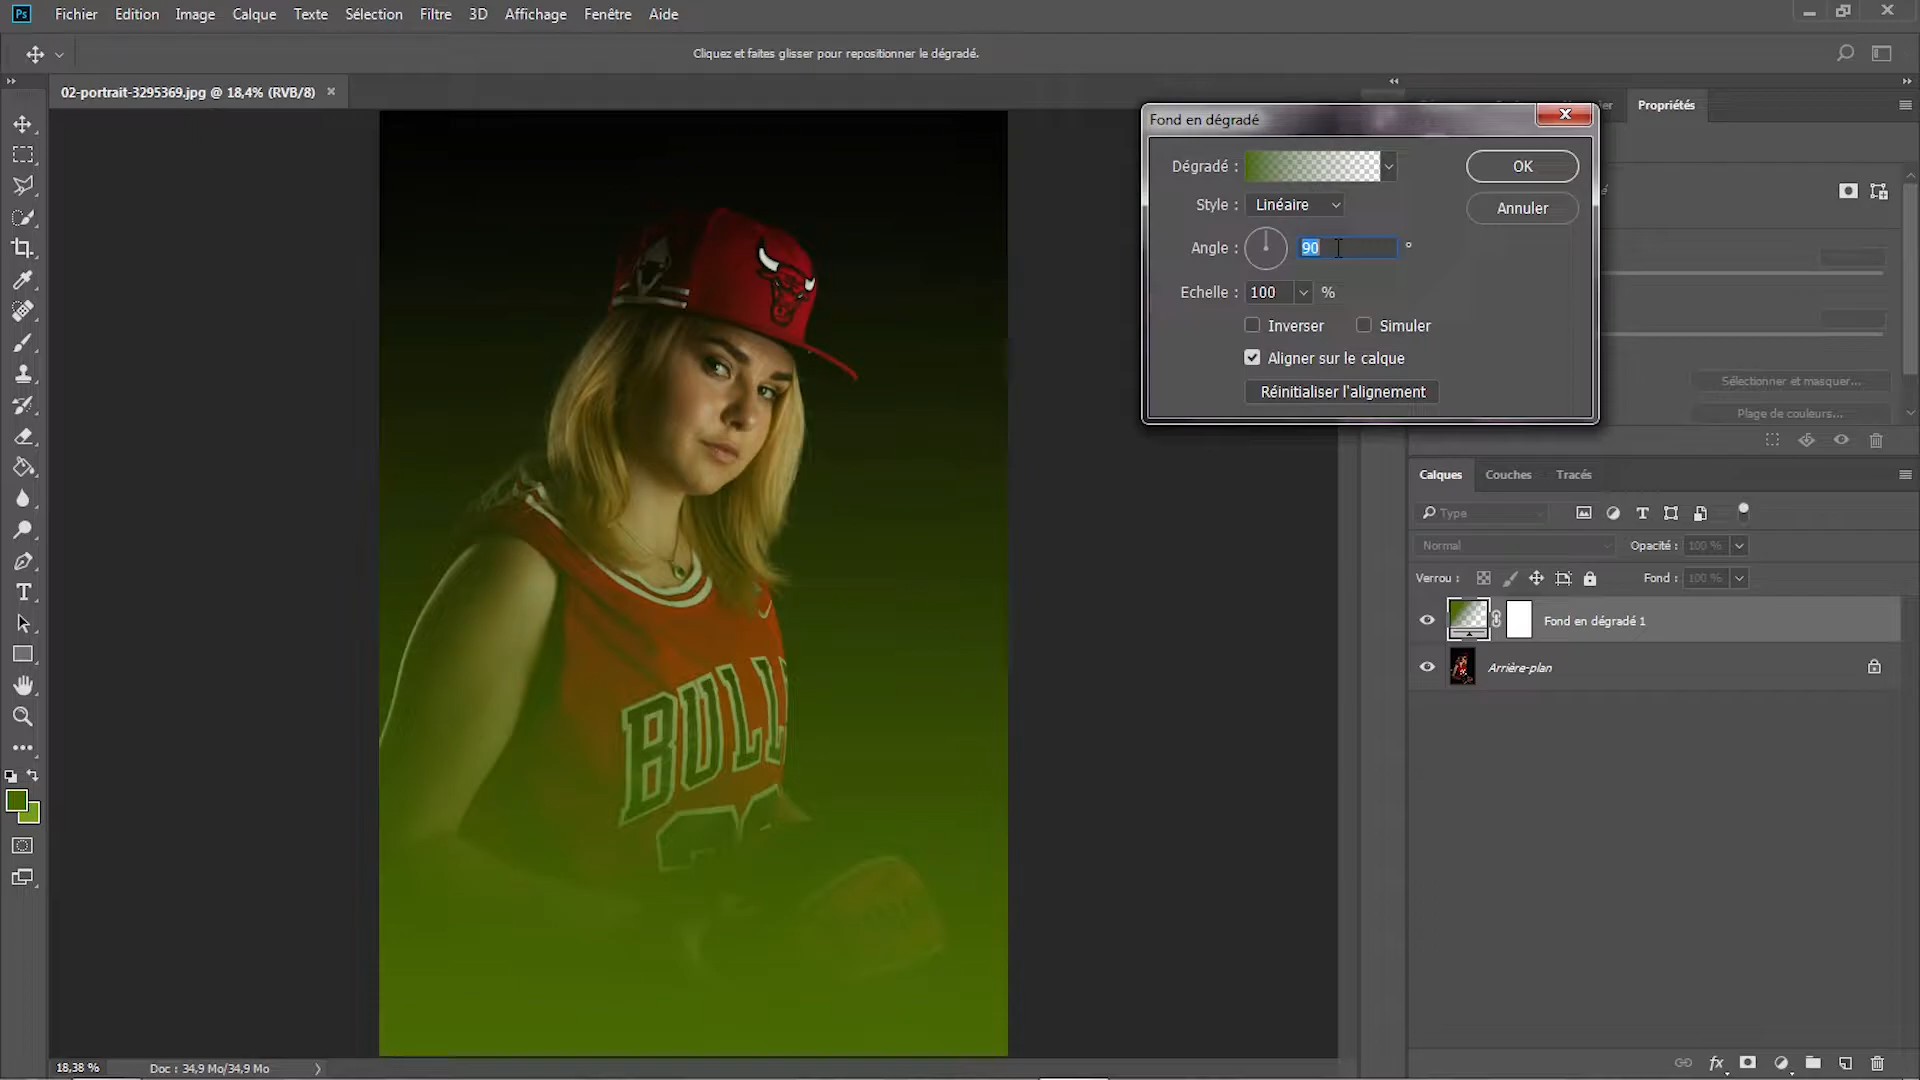 Ps Fichier Edition Image Calque Texte Sélection Filtre 3D Affichage Fenêtre Aide
Cliquez et faites glisser pour repositionner le dégradé.
02-portrait-3295369.jpg @ 18,4% (RVB/8) ×
Propriétés
Fond en dégradé
Dégradé : OK
Style : Linéaire Annuler
Angle : 90 °
Echelle : 100 %
Inverser Simuler
Aligner sur le calque
Réinitialiser l'alignement
Sélectionner et masquer...
Plage de couleurs...
Calques Couches Tracés
Type
Normal Opacité : 100 %
Verrou : Fond : 100 %
Fond en dégradé 1
Arrière-plan
BULL
18,38 % Doc : 34,9 Mo/34,9 Mo
fx